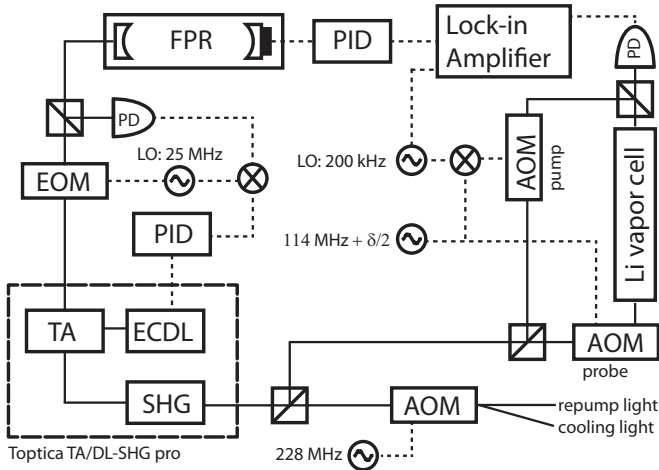 FPR
PID
Lock-in
Amplifier
PD
PD
LO: 25 MHz
LO: 200 kHz
EOM
AOM
pump
Li vapor cell
PID
114 MHz + δ/2
TA
ECDL
AOM
probe
SHG
AOM
repump light
cooling light
228 MHz
Toptica TA/DL-SHG pro